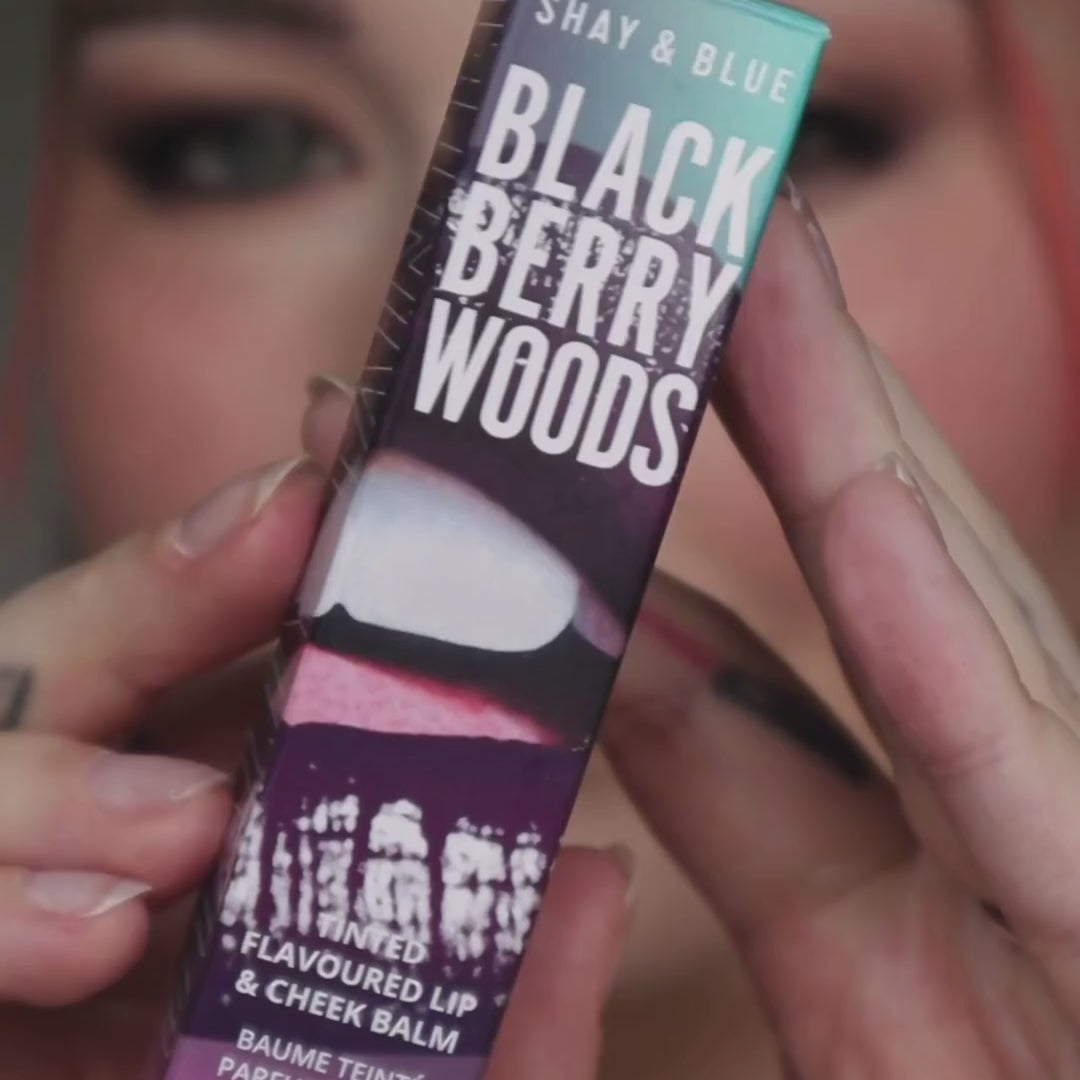 SHAY & BLUE
BLACK
BERRY
WOODS
TINTED
FLAVOURED LIP
& CHEEK BALM
BAUME TEINTÉ